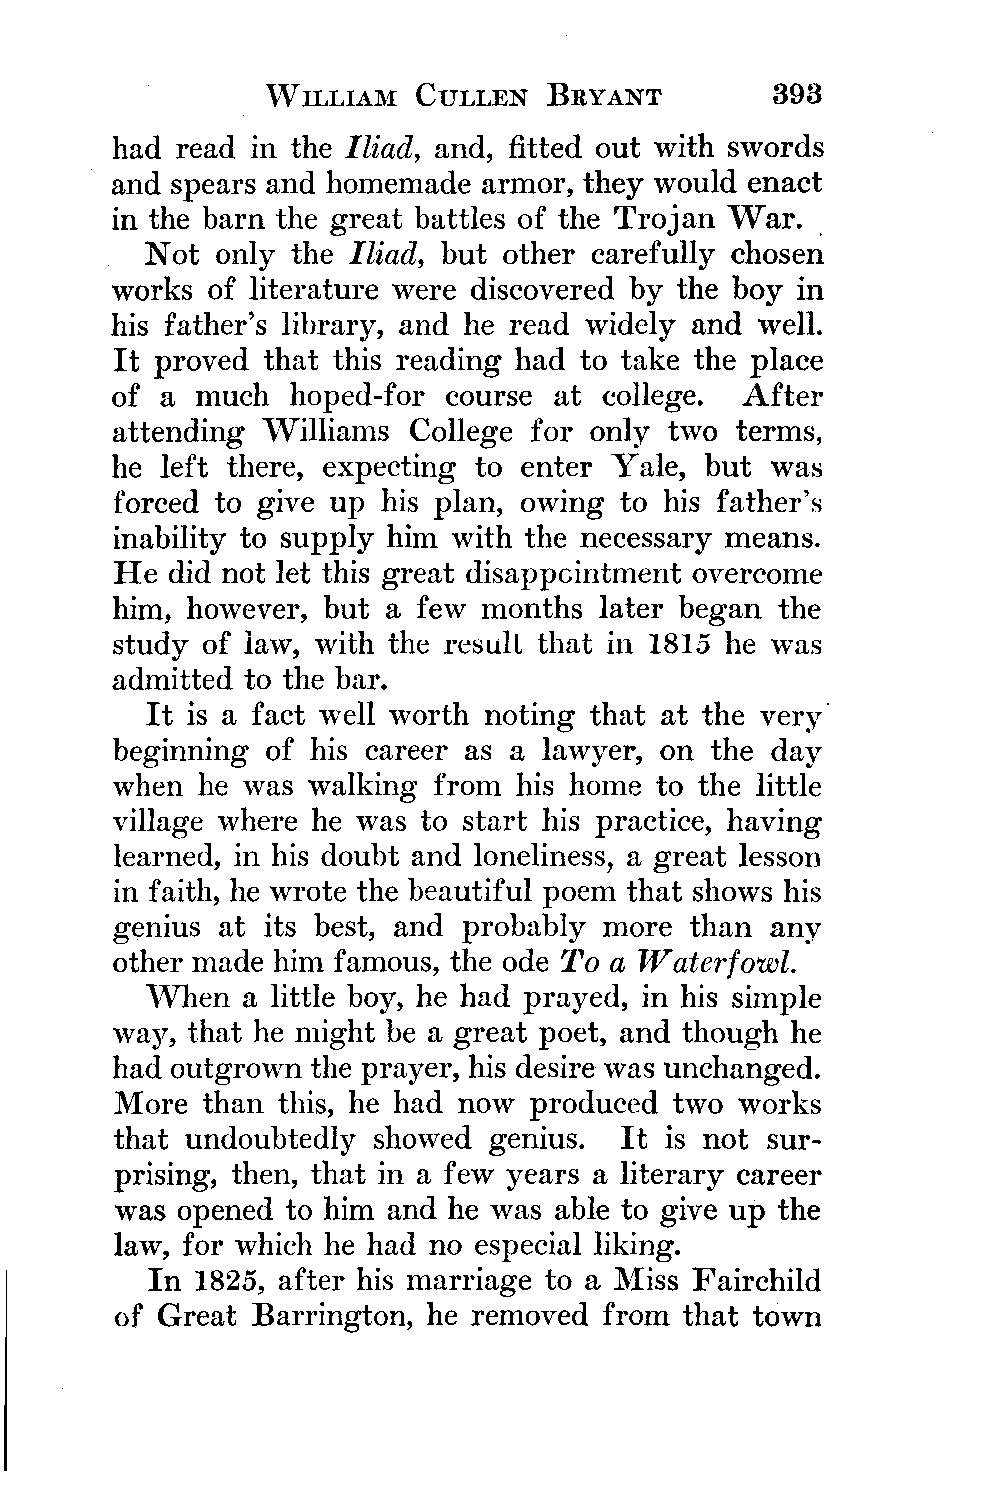 WILLIAM CULLEN BRYANT 393
had read in the Iliad, and, fitted out with swords
and spears and homemade armor, they would enact
in the barn the great battles of the Trojan War.
Not only the Iliad, but other carefully chosen
works of literature were discovered by the boy in
his father's library, and he read widely and well.
It proved that this reading had to take the place
of a much hoped-for course at college. After
attending Williams College for only two terms,
he left there, expecting to enter Yale, but was
forced to give up his plan, owing to his father's
inability to supply him with the necessary means.
He did not let this great disappointment overcome
him, however, but a few months later began the
study of law, with the result that in 1815 he was
admitted to the bar.
It is a fact well worth noting that at the very
beginning of his career as a lawyer, on the day
when he was walking from his home to the little
village where he was to start his practice, having
learned, in his doubt and loneliness, a great lesson
in faith, he wrote the beautiful poem that shows his
genius at its best, and probably more than any
other made him famous, the ode To a Waterfowl.
When a little boy, he had prayed, in his simple
way, that he might be a great poet, and though he
had outgrown the prayer, his desire was unchanged.
More than this, he had now produced two works
that undoubtedly showed genius. It is not sur-
prising, then, that in a few years a literary career
was opened to him and he was able to give up the
law, for which he had no especial liking.
In 1825, after his marriage to a Miss Fairchild
of Great Barrington, he removed from that town